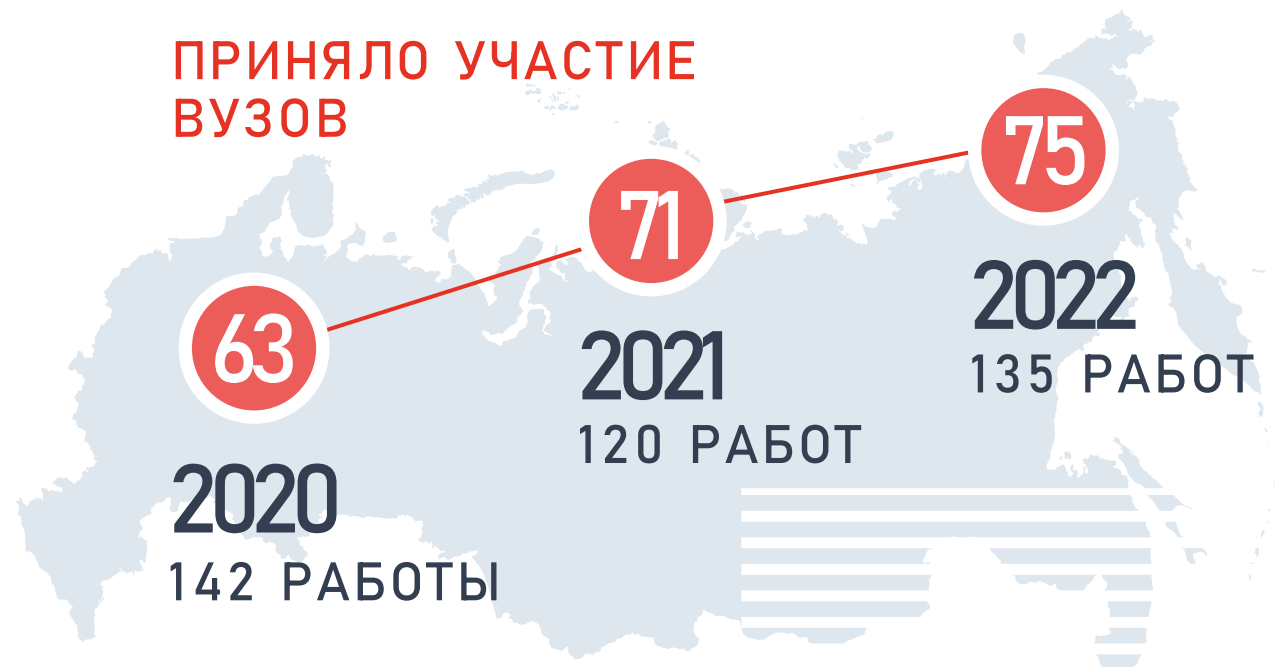 ПРИНЯЛО УЧАСТИЕ
ВУЗОВ
63
2020
142 РАБОТЫ
71
2021
120 РАБОТ
75
2022
135 РАБОТ